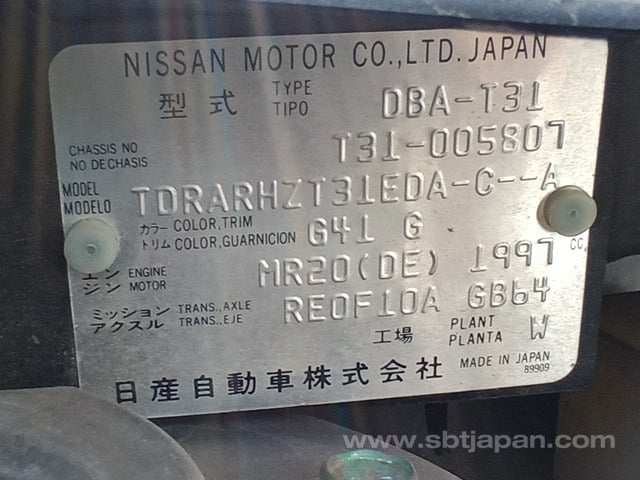 NISSAN MOTOR CO.,LTD. JAPAN
型式 TYPE TIPO DBA-T31
CHASSIS NO NO DE CHASIS T31-005807
MODEL MODELO TDRARHZT31EDA-C--A
カラー COLOR,TRIM
トリム COLOR,GUARNICION G41 G
エンジン ENGINE MOTOR MR20(DE) 1997 CC
ミッション TRANS.,AXLE
アクスル TRANS.,EJE RE0F10A GB64
工場 PLANT PLANTA W
日産自動車株式会社 MADE IN JAPAN
89909
www.sbtjapan.com